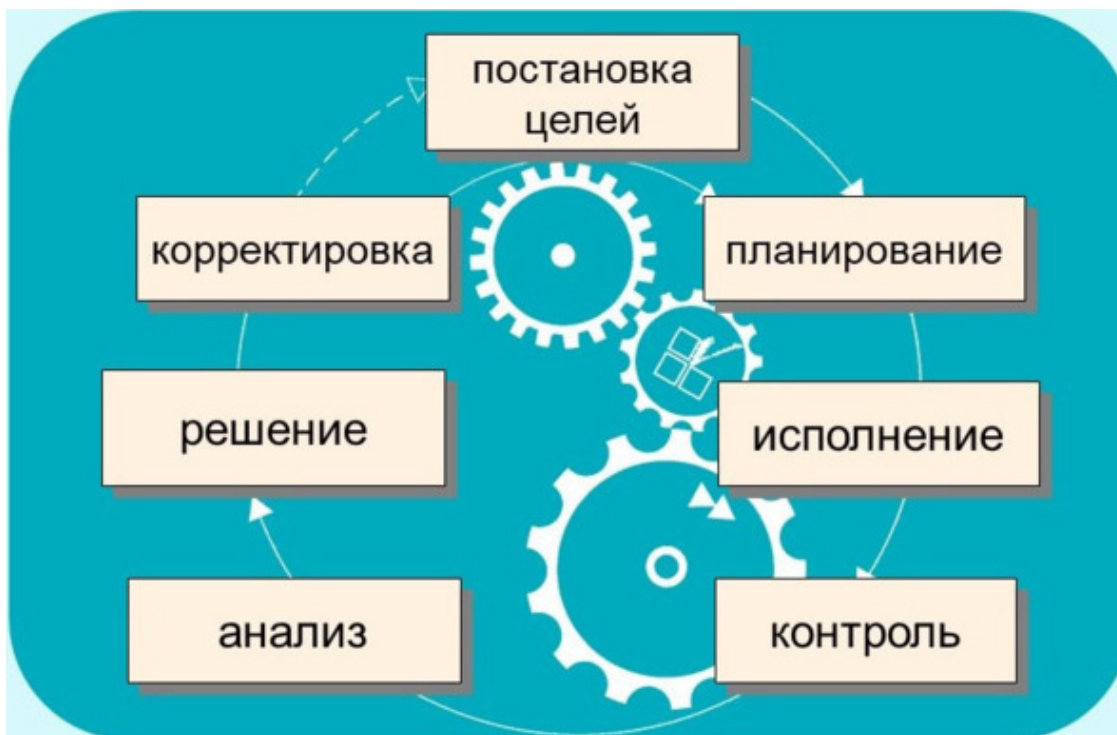 постановка
целей
корректировка
планирование
решение
исполнение
анализ
контроль